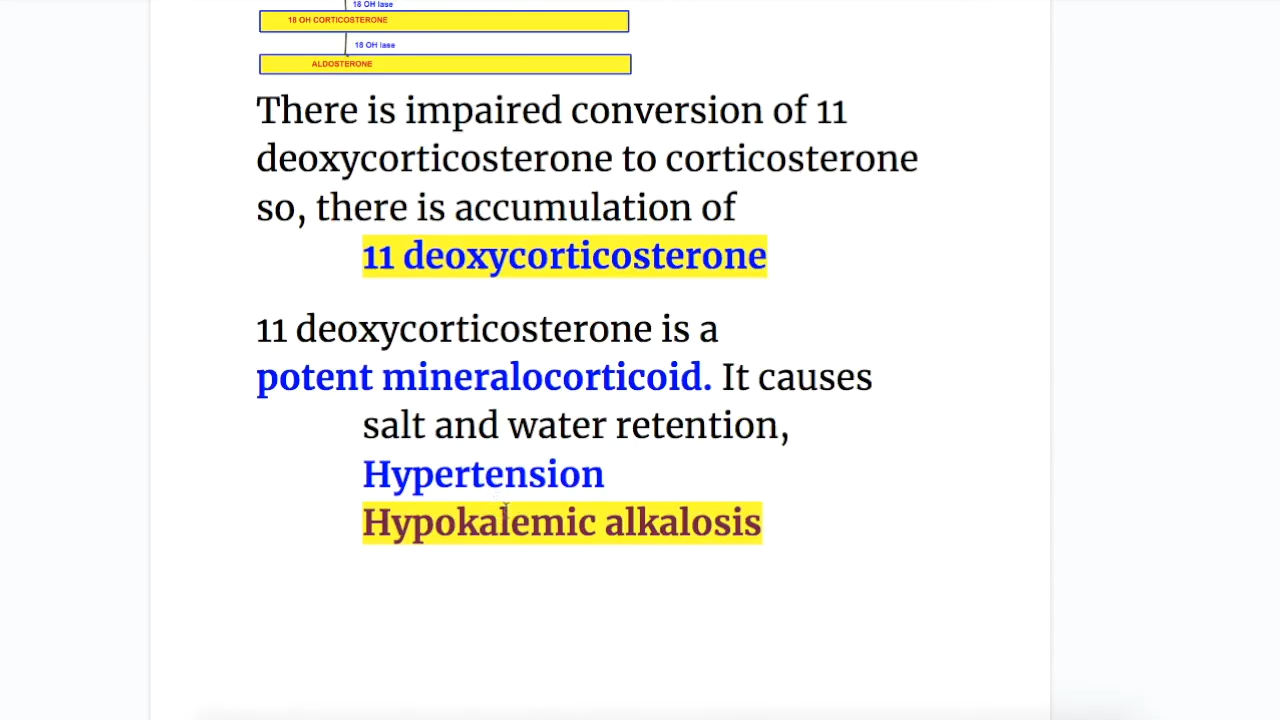 18 OH lase
18 OH CORTICOSTERONE
18 OH lase
ALDOSTERONE
There is impaired conversion of 11
deoxycorticosterone to corticosterone
so, there is accumulation of
11 deoxycorticosterone
11 deoxycorticosterone is a
potent mineralocorticoid. It causes
salt and water retention,
Hypertension
Hypokalemic alkalosis